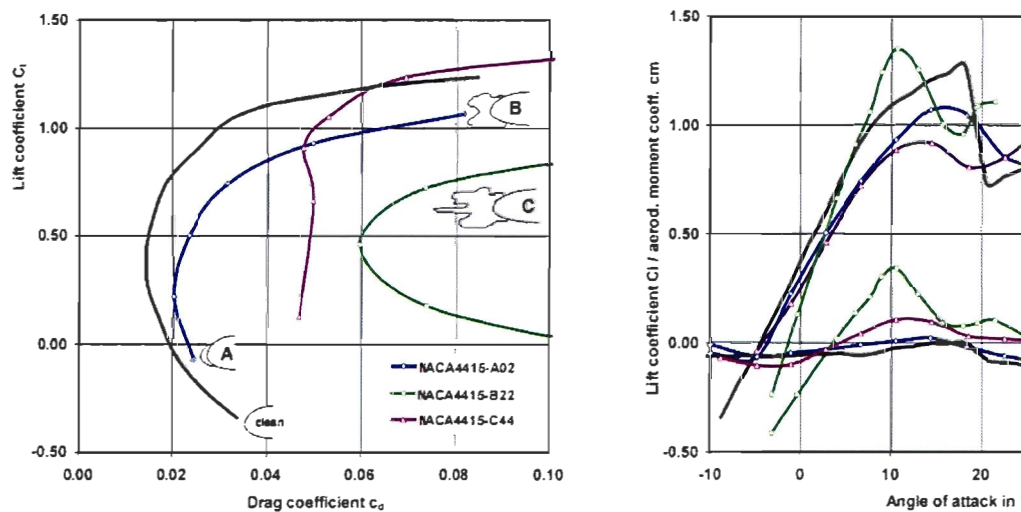 1.50
1.00
0.50
0.00
-0.50
Lift coefficient Cl
0.00
0.02
0.04
0.06
0.08
0.10
Drag coefficient cd
A
B
C
clean
NACA4415-A02
NACA4415-B22
NACA4415-C44
1.50
1.00
0.50
0.00
-0.50
Lift coefficient Cl / aerod. moment coeff. cm
-10
0
10
20
Angle of attack in